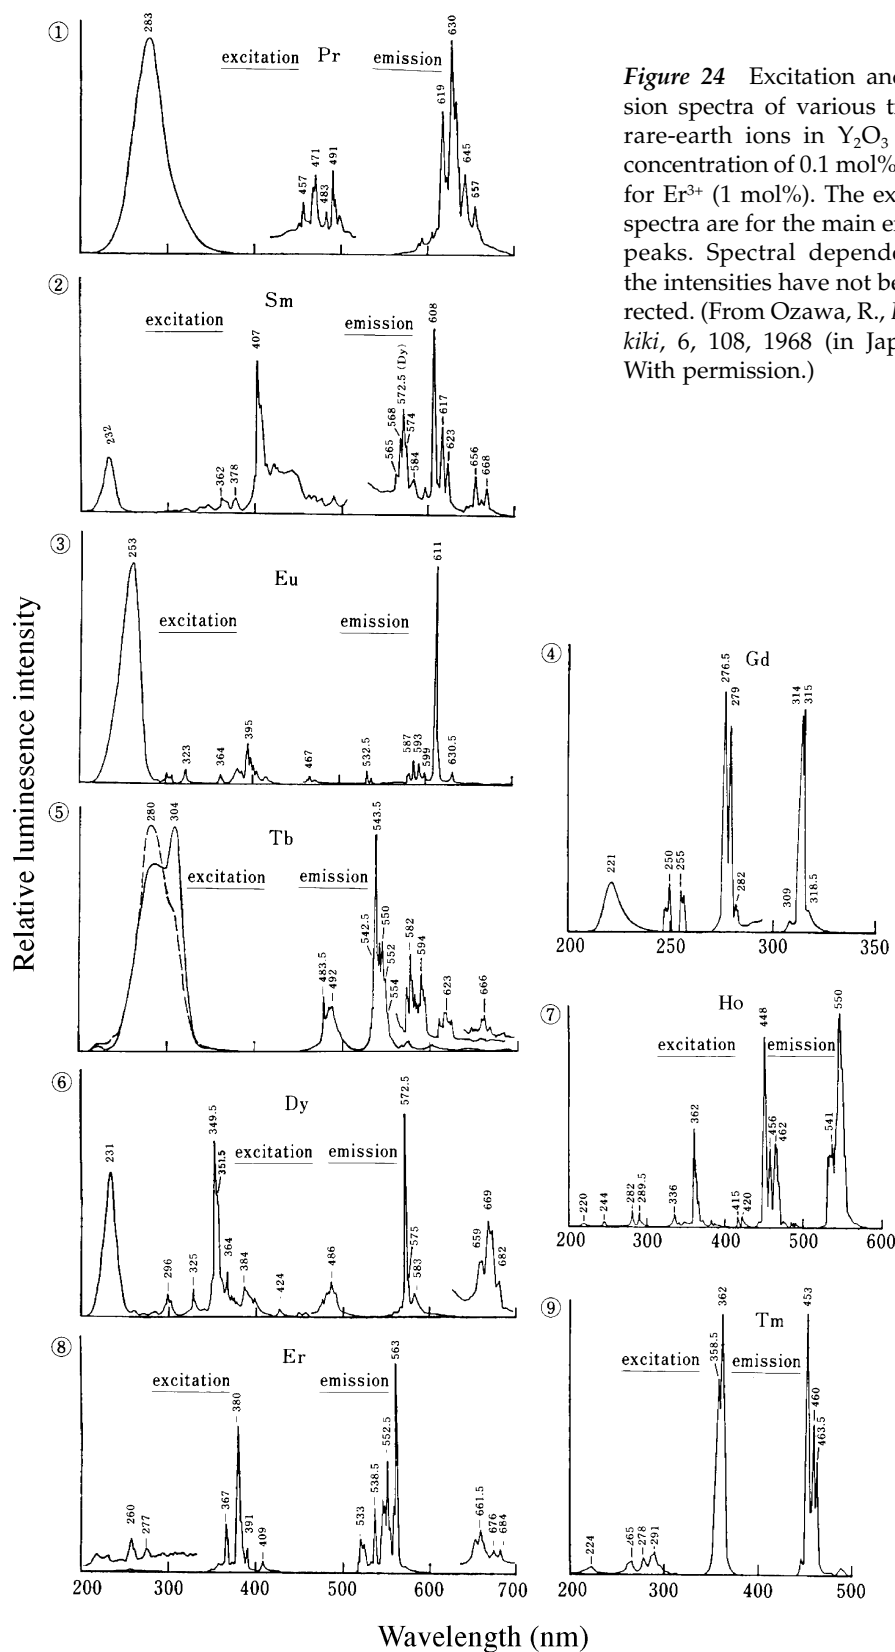 ① Pr
excitation emission
283 457 471 483 491 619 630 645 657
Figure 24 Excitation and
sion spectra of various t
rare-earth ions in Y₂O₃
concentration of 0.1 mol%
for Er³⁺ (1 mol%). The ex
spectra are for the main e
peaks. Spectral depend
the intensities have not be
rected. (From Ozawa, R.,
kiki, 6, 108, 1968 (in Jap
With permission.)
② Sm
excitation emission
232 362 378 407 565 568 572.5 (Dy) 574 584 608 617 623 656 668
③ Eu
excitation emission
253 323 364 395 467 532.5 587 593 599 611 630.5
④ Gd
221 250 255 276.5 279 282 309 314 315 318.5
200 250 300 350
⑤ Tb
excitation emission
280 304 483.5 492 542.5 543.5 550 552 554 582 594 623 666
⑥ Dy
excitation emission
231 296 325 349.5 351.5 364 384 424 486 572.5 575 583 659 669 682
⑦ Ho
excitation emission
220 244 282 289.5 336 362 415 420 448 456 462 541 550
200 300 400 500 600
⑧ Er
excitation emission
260 277 367 380 391 409 533 538.5 552.5 563 661.5 676 684
200 300 400 500 600 700
⑨ Tm
excitation emission
224 265 278 291 358.5 362 453 460 463.5
200 300 400 500
Relative luminesence intensity
Wavelength (nm)